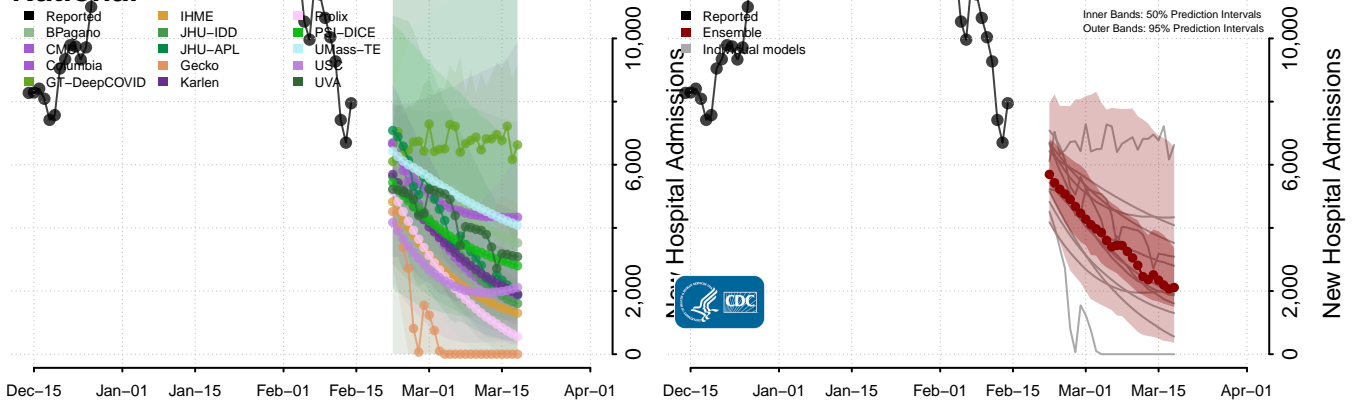 National
Reported
BPagano
CMU
Columbia
GT−DeepCOVID
IHME
JHU−IDD
JHU−APL
Gecko
Karlen
Prolix
PSI−DICE
UMass−TE
USC
UVA
0
2,000
6,000
10,000
New Hospital Admissions
Dec−15
Jan−01
Jan−15
Feb−01
Feb−15
Mar−01
Mar−15
Apr−01
Reported
Ensemble
Individual models
Inner Bands: 50% Prediction Intervals
Outer Bands: 95% Prediction Intervals
CDC
0
2,000
6,000
10,000
New Hospital Admissions
Dec−15
Jan−01
Jan−15
Feb−01
Feb−15
Mar−01
Mar−15
Apr−01